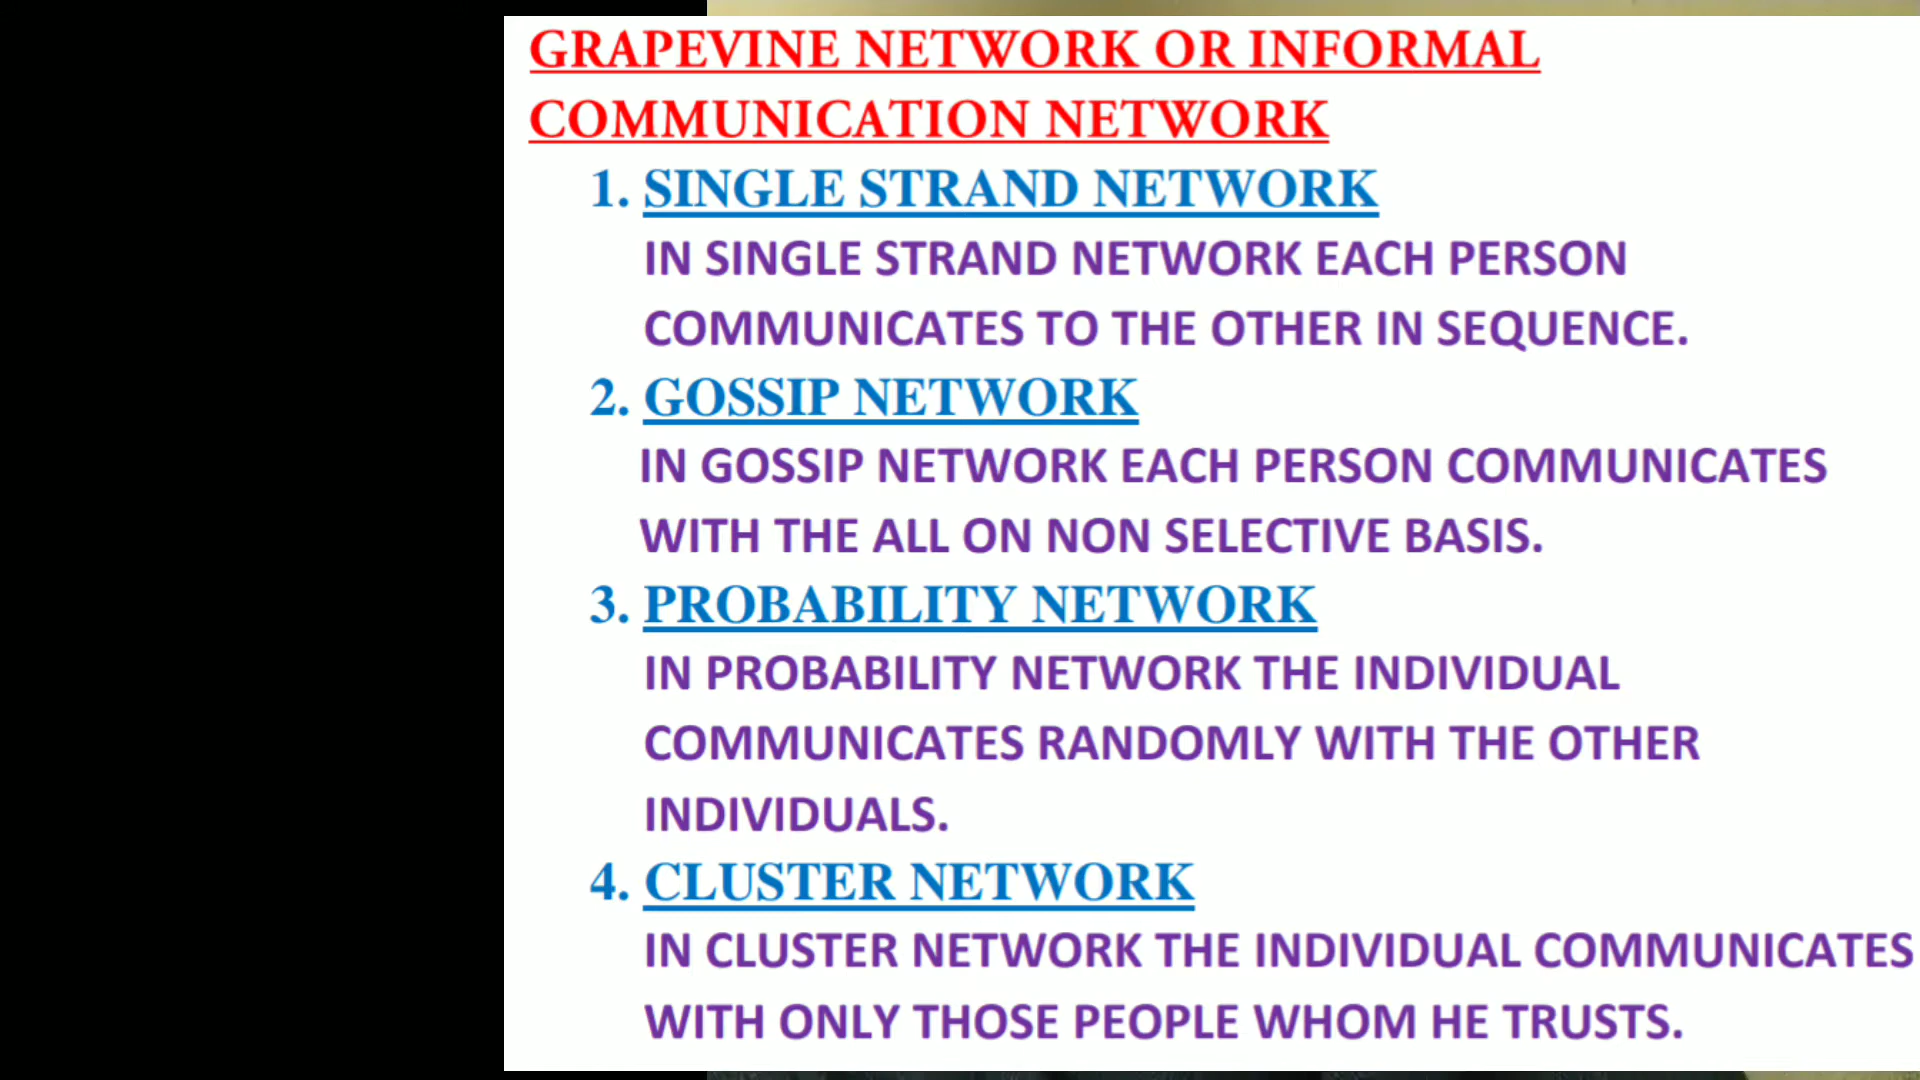 GRAPEVINE NETWORK OR INFORMAL
COMMUNICATION NETWORK
1. SINGLE STRAND NETWORK
IN SINGLE STRAND NETWORK EACH PERSON
COMMUNICATES TO THE OTHER IN SEQUENCE.
2. GOSSIP NETWORK
IN GOSSIP NETWORK EACH PERSON COMMUNICATES
WITH THE ALL ON NON SELECTIVE BASIS.
3. PROBABILITY NETWORK
IN PROBABILITY NETWORK THE INDIVIDUAL
COMMUNICATES RANDOMLY WITH THE OTHER
INDIVIDUALS.
4. CLUSTER NETWORK
IN CLUSTER NETWORK THE INDIVIDUAL COMMUNICATES
WITH ONLY THOSE PEOPLE WHOM HE TRUSTS.